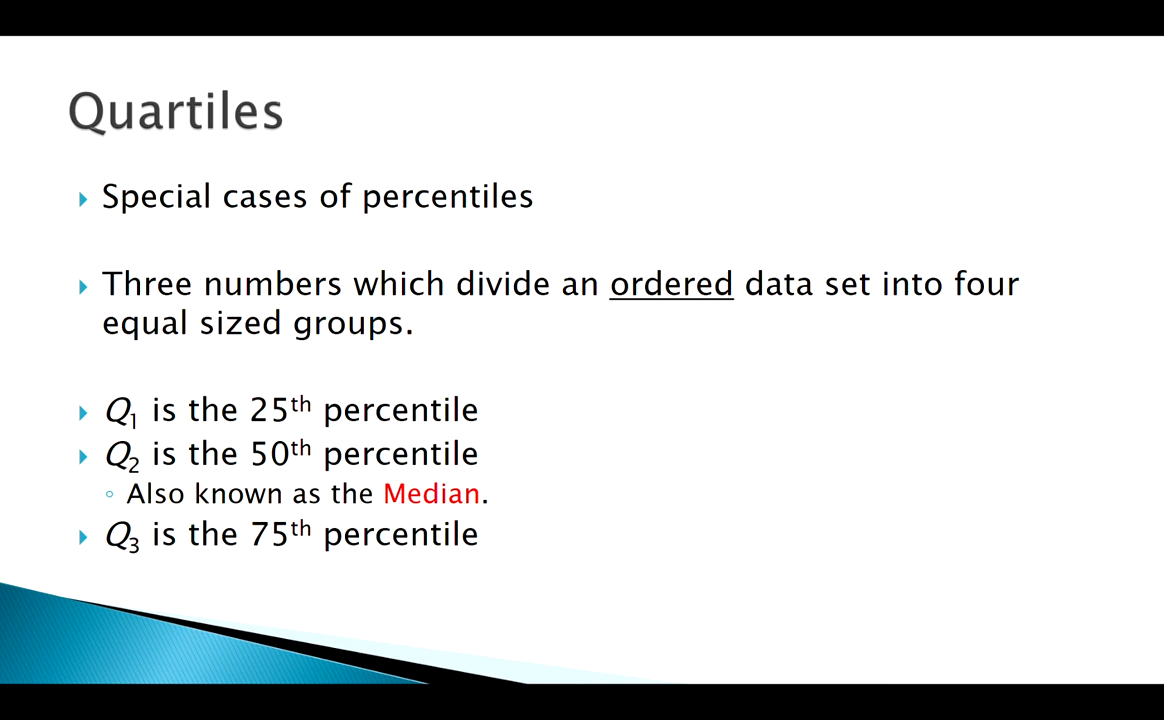 Quartiles
Special cases of percentiles
Three numbers which divide an ordered data set into four
equal sized groups.
Q₁ is the 25ᵗʰ percentile
Q₂ is the 50ᵗʰ percentile
Also known as the Median.
Q₃ is the 75ᵗʰ percentile